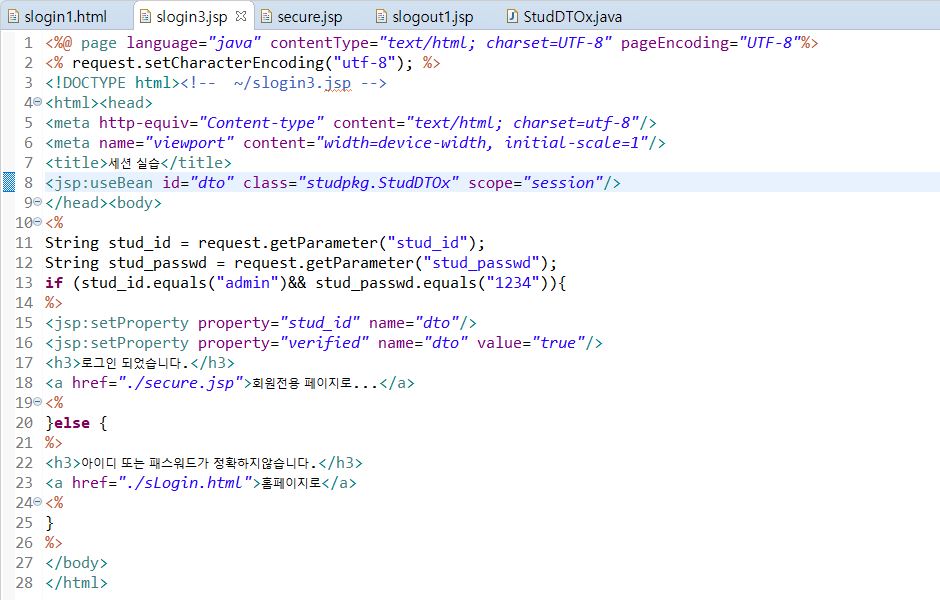 slogin1.html slogin3.jsp secure.jsp slogout1.jsp StudDTOx.java
1 <%@ page language="java" contentType="text/html; charset=UTF-8" pageEncoding="UTF-8"%>
2 <% request.setCharacterEncoding("utf-8"); %>
3 <!DOCTYPE html><!--  ~/slogin3.jsp -->
4 <html><head>
5 <meta http-equiv="Content-type" content="text/html; charset=utf-8"/>
6 <meta name="viewport" content="width=device-width, initial-scale=1"/>
7 <title>세션 실습</title>
8 <jsp:useBean id="dto" class="studpkg.StudDTOx" scope="session"/>
9 </head><body>
10 <%
11 String stud_id = request.getParameter("stud_id");
12 String stud_passwd = request.getParameter("stud_passwd");
13 if (stud_id.equals("admin")&& stud_passwd.equals("1234")){
14 %>
15 <jsp:setProperty property="stud_id" name="dto"/>
16 <jsp:setProperty property="verified" name="dto" value="true"/>
17 <h3>로그인 되었습니다.</h3>
18 <a href="./secure.jsp">회원전용 페이지로...</a>
19 <%
20 }else {
21 %>
22 <h3>아이디 또는 패스워드가 정확하지않습니다.</h3>
23 <a href="./sLogin.html">홈페이지로</a>
24 <%
25 }
26 %>
27 </body>
28 </html>